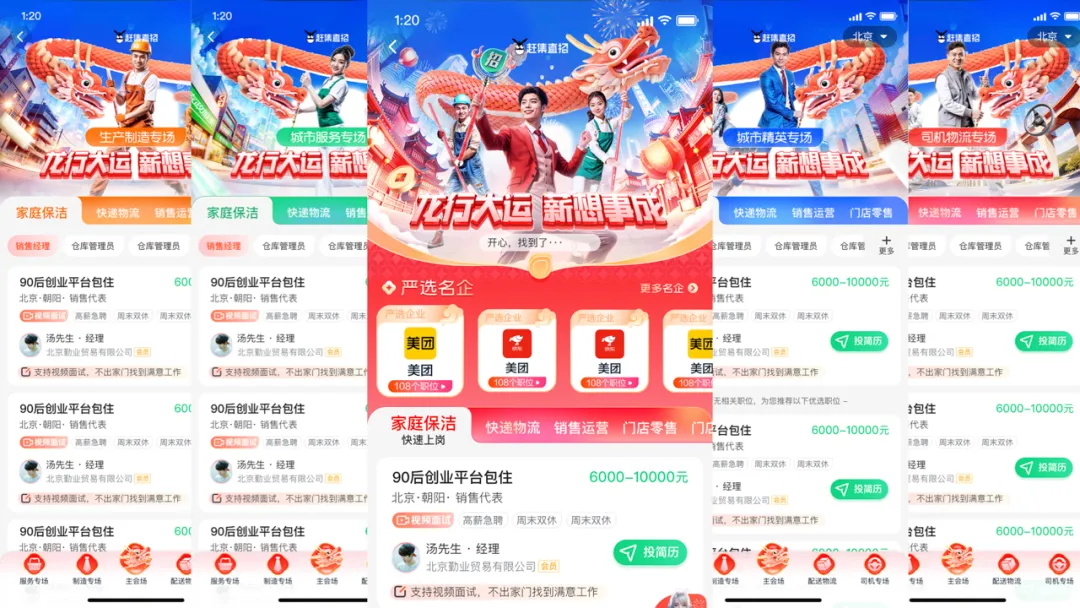 1:20
赶集直招
生产制造专场
龙行大运 新想事成
家庭保洁
快递物流
销售运
销售经理
仓库管理员
仓库管理员
90后创业平台包住
600
北京·朝阳· 销售代表
视频面试
高薪急聘
周末双休
周末双
汤先生 · 经理
北京勤业贸易有限公司
会员
支持视频面试，不出家门找到满意工作
90后创业平台包住
600
北京·朝阳· 销售代表
视频面试
高薪急聘
周末双休
周末双
汤先生 · 经理
北京勤业贸易有限公司
会员
支持视频面试，不出家门找到满意工作
90后创业平台包住
600
北京·朝阳· 销售代表
服务专场
制造专场
主会场
配送物
1:20
赶集直招
城市服务专场
龙行大运 新想事成
家庭保洁
快递物流
销售
销售经理
仓库管理员
仓库管
90后创业平台包住
北京·朝阳· 销售代表
视频面试
高薪急聘
周末双休
周末双
汤先生 · 经理
北京勤业贸易有限公司
会员
支持视频面试，不出家门找到满意工作
90后创业平台包住
北京·朝阳· 销售代表
视频面试
高薪急聘
周末双休
周末双
汤先生 · 经理
北京勤业贸易有限公司
会员
支持视频面试，不出家门找到满意工作
90后创业平台包住
北京·朝阳· 销售代表
服务专场
制造专场
主会场
1:20
赶集直招
招
龙行大运 新想事成
开心，找到了···
严选名企
更多名企
严选企业
美团
美团
108个职位
严选企业
美团
108个职位
严选企业
美团
108个职位
严选企业
美团
美团
108个职位
家庭保洁
快速上岗
快递物流
销售运营
门店零售
门店
90后创业平台包住
6000-10000元
北京·朝阳· 销售代表
视频面试
高薪急聘
周末双休
周末双休
汤先生 · 经理
投简历
北京勤业贸易有限公司
会员
支持视频面试，不出家门找到满意工作
赶集直招
北京
城市精英专场
大运 新想事成
快递物流
销售运营
门店零售
库管理员
仓库管理员
仓库管
更多
平台包住
6000-10000元
销售代表
高薪急聘
周末双休
周末双休
经理
投简历
易有限公司
会员
试，不出家门找到满意工作
无相关职位，为您推荐以下优选职位 -
平台包住
6000-10000元
售代表
高薪急聘
周末双休
周末双休
经理
投简历
易有限公司
会员
试，不出家门找到满意工作
制造专场
主会场
配送物流
司机专场
赶集直招
北京
司机物流专场
大运 新想事成
快递物流
销售运营
门店零售
管理员
仓库管理员
仓库管
更多
台包住
6000-10000元
销售代表
周末双休
周末双休
经理
投简历
有限公司
会员
，不出家门找到满意工作
台包住
6000-10000元
销售代表
周末双休
周末双休
经理
投简历
有限公司
会员
，不出家门找到满意工作
台包住
6000-10000元
销售代表
专场
主会场
配送物流
司机专场